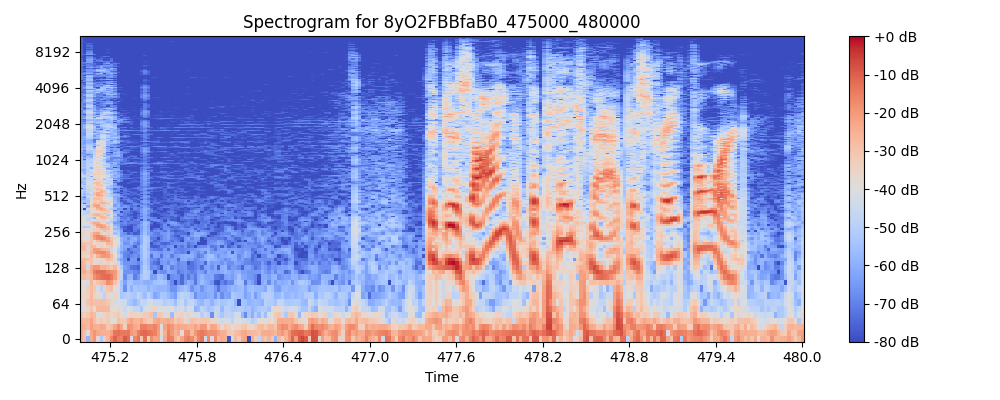 Spectrogram for 8yO2FBBfaB0_475000_480000
8192
4096
2048
1024
512
256
128
64
0
Hz
475.2 475.8 476.4 477.0 477.6 478.2 478.8 479.4 480.0
Time
+0 dB
-10 dB
-20 dB
-30 dB
-40 dB
-50 dB
-60 dB
-70 dB
-80 dB